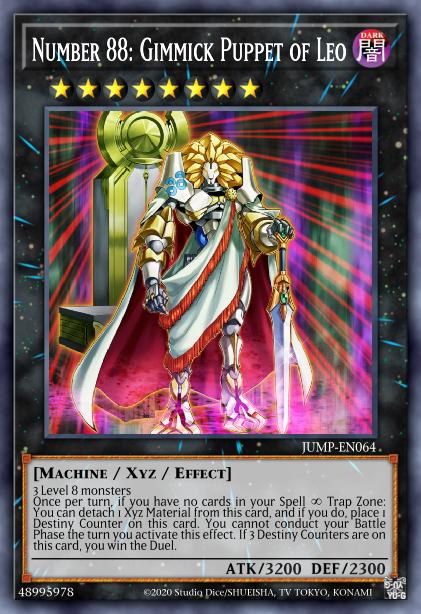 Number 88: Gimmick Puppet of Leo
DARK
闇
JUMP-EN064
[Machine / Xyz / Effect]
3 Level 8 monsters
Once per turn, if you have no cards in your Spell ∞ Trap Zone:
You can detach 1 Xyz Material from this card, and if you do, place 1
Destiny Counter on this card. You cannot conduct your Battle
Phase the turn you activate this effect. If 3 Destiny Counters are on
this card, you win the Duel.
ATK/3200 DEF/2300
48995978
©2020 Studio Dice/SHUEISHA, TV TOKYO, KONAMI